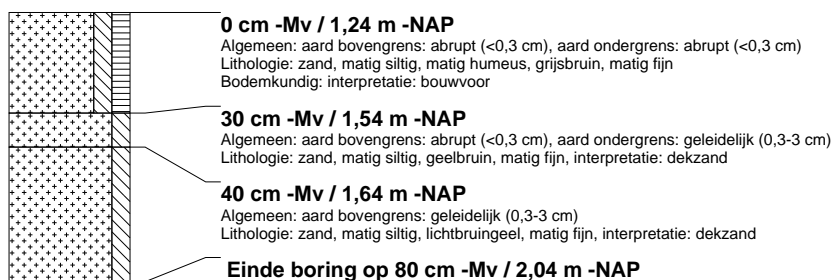 0 cm -Mv / 1,24 m -NAP
Algemeen: aard bovengrens: abrupt (<0,3 cm), aard ondergrens: abrupt (<0,3 cm)
Lithologie: zand, matig siltig, matig humeus, grijsbruin, matig fijn
Bodemkundig: interpretatie: bouwvoor
30 cm -Mv / 1,54 m -NAP
Algemeen: aard bovengrens: abrupt (<0,3 cm), aard ondergrens: geleidelijk (0,3-3 cm)
Lithologie: zand, matig siltig, geelbruin, matig fijn, interpretatie: dekzand
40 cm -Mv / 1,64 m -NAP
Algemeen: aard bovengrens: geleidelijk (0,3-3 cm)
Lithologie: zand, matig siltig, lichtbruingeel, matig fijn, interpretatie: dekzand
Einde boring op 80 cm -Mv / 2,04 m -NAP